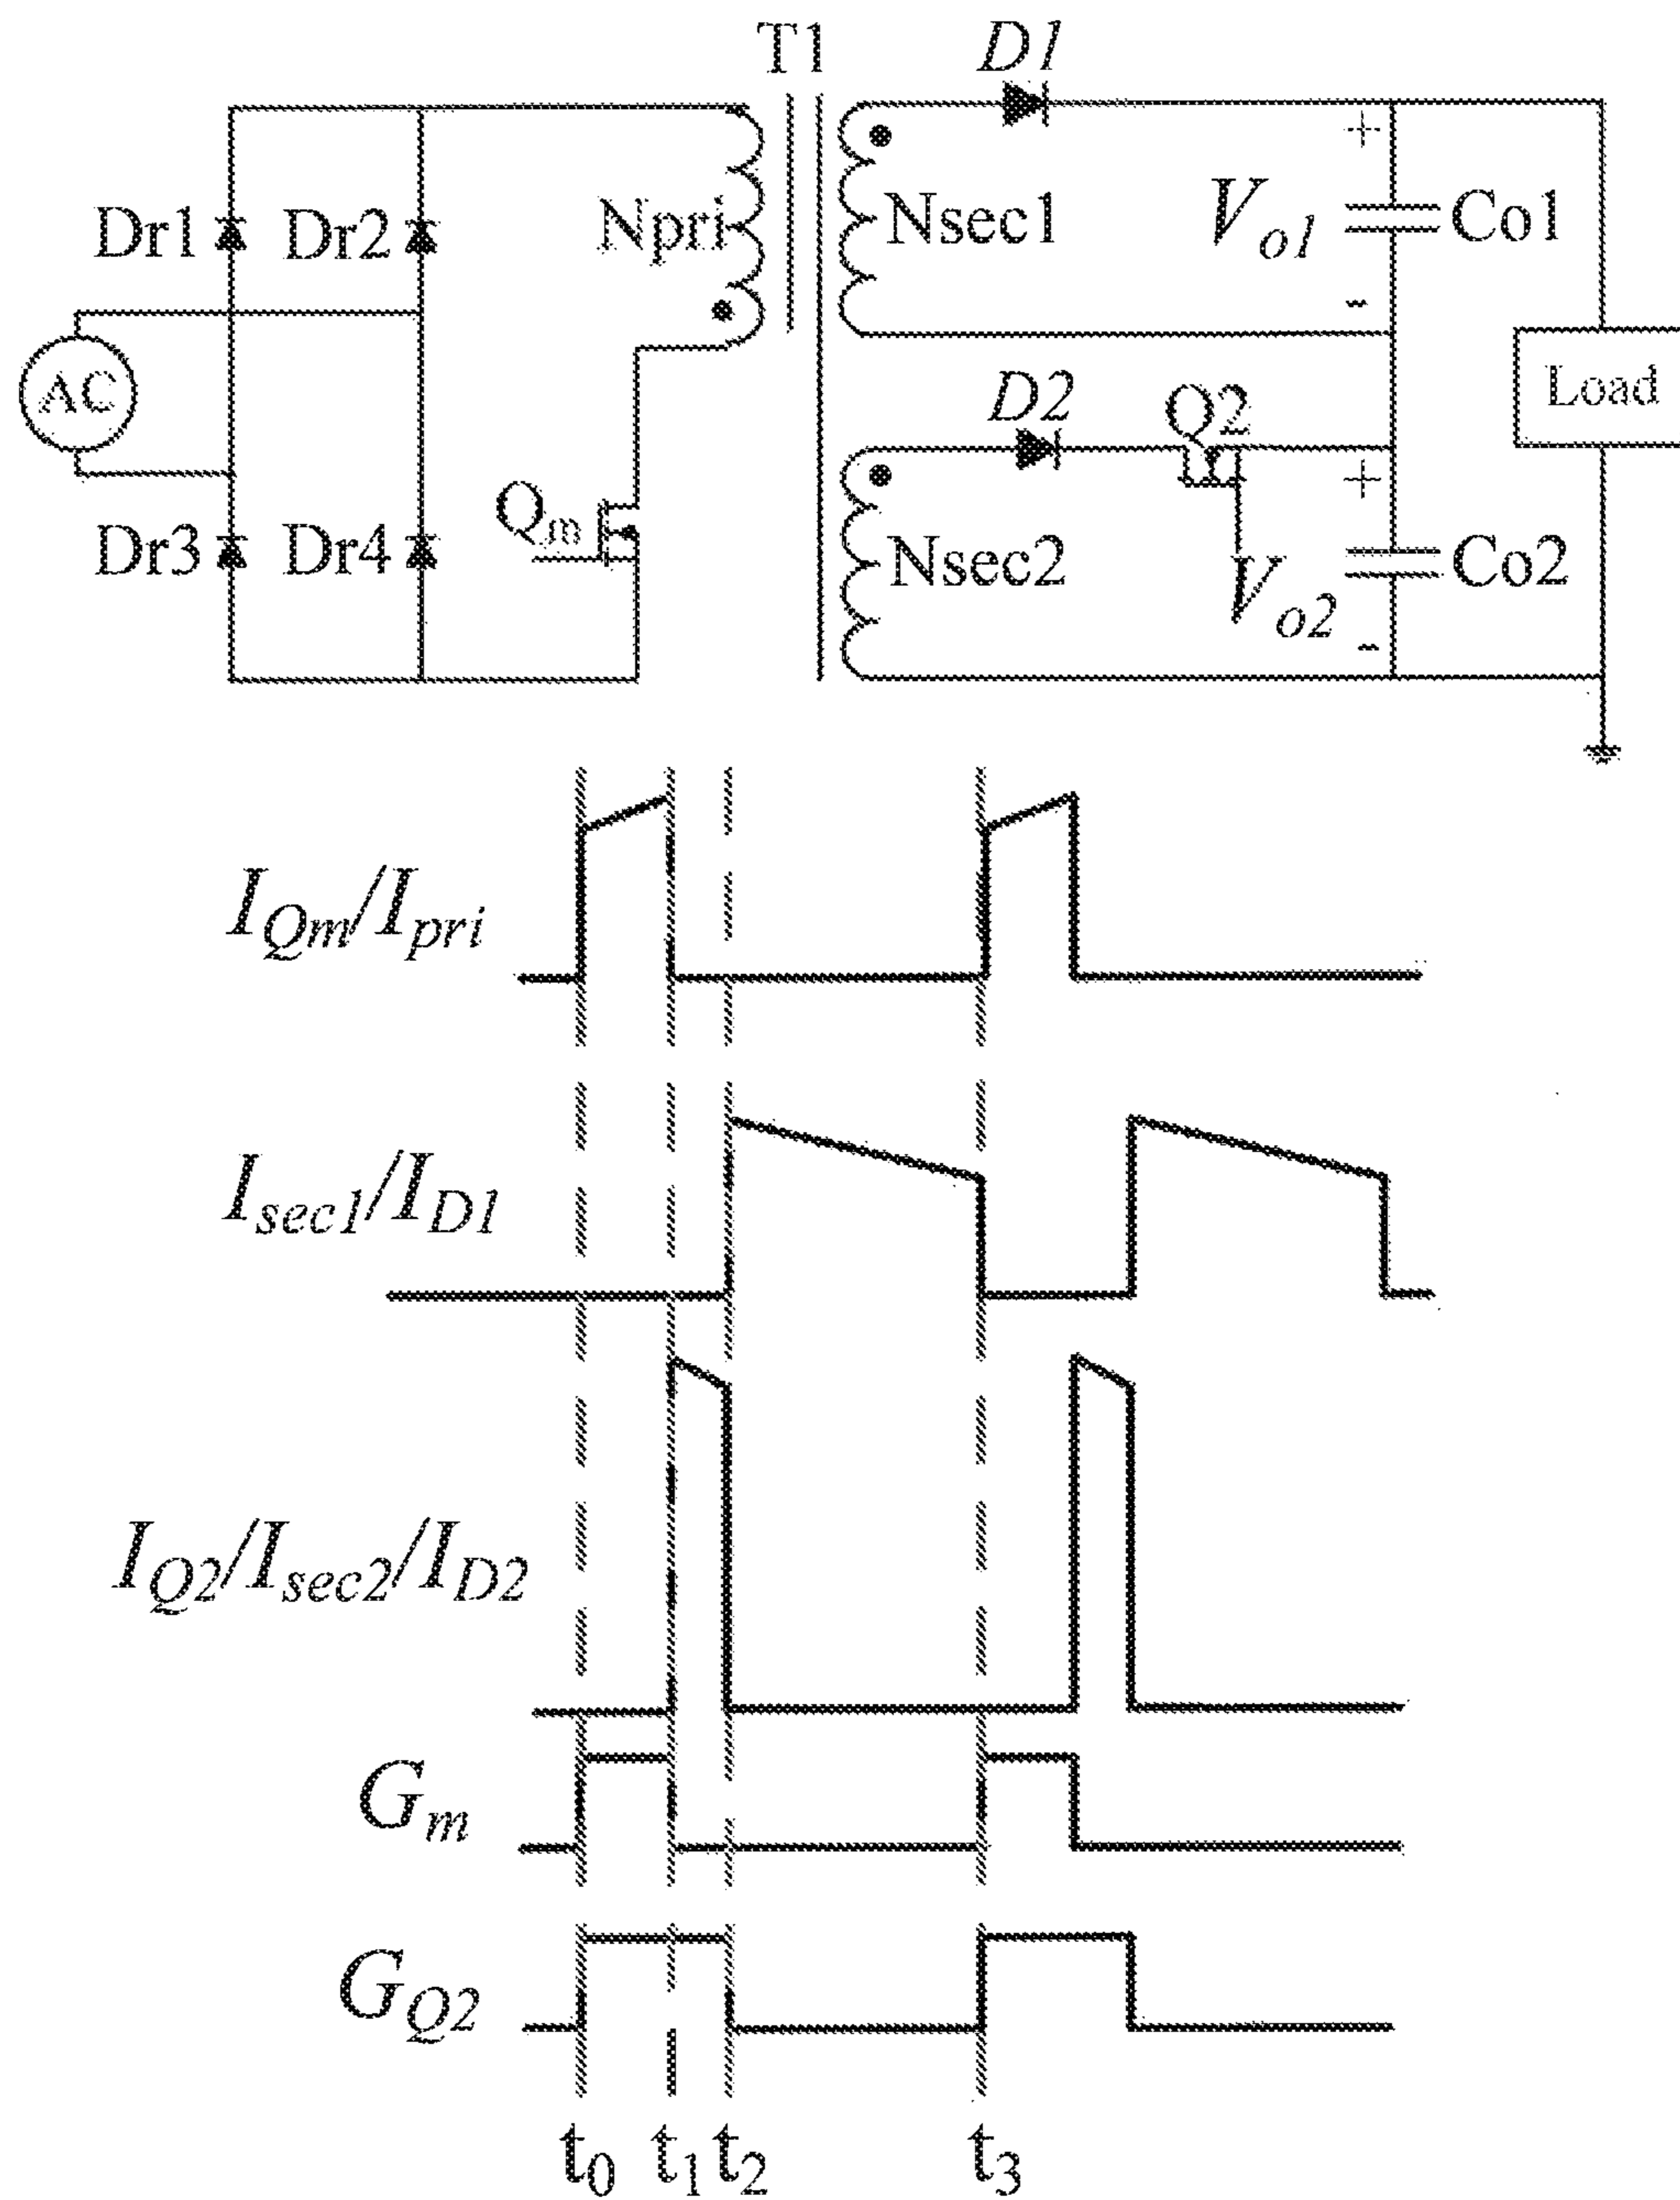 T1
D1
Dr1
Dr2
Npri
Nsec1
+
Vo1
-
Co1
AC
D2
Q2
Load
Qm
Dr3
Dr4
Nsec2
+
Vo2
-
Co2
IQm/Ipri
Isec1/ID1
IQ2/Isec2/ID2
Gm
GQ2
t0 t1 t2 t3